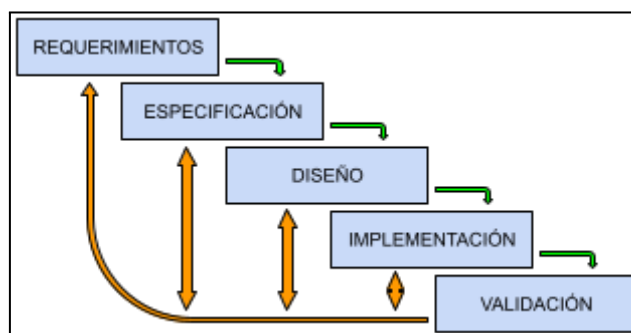 REQUERIMIENTOS
ESPECIFICACIÓN
DISEÑO
IMPLEMENTACIÓN
VALIDACIÓN